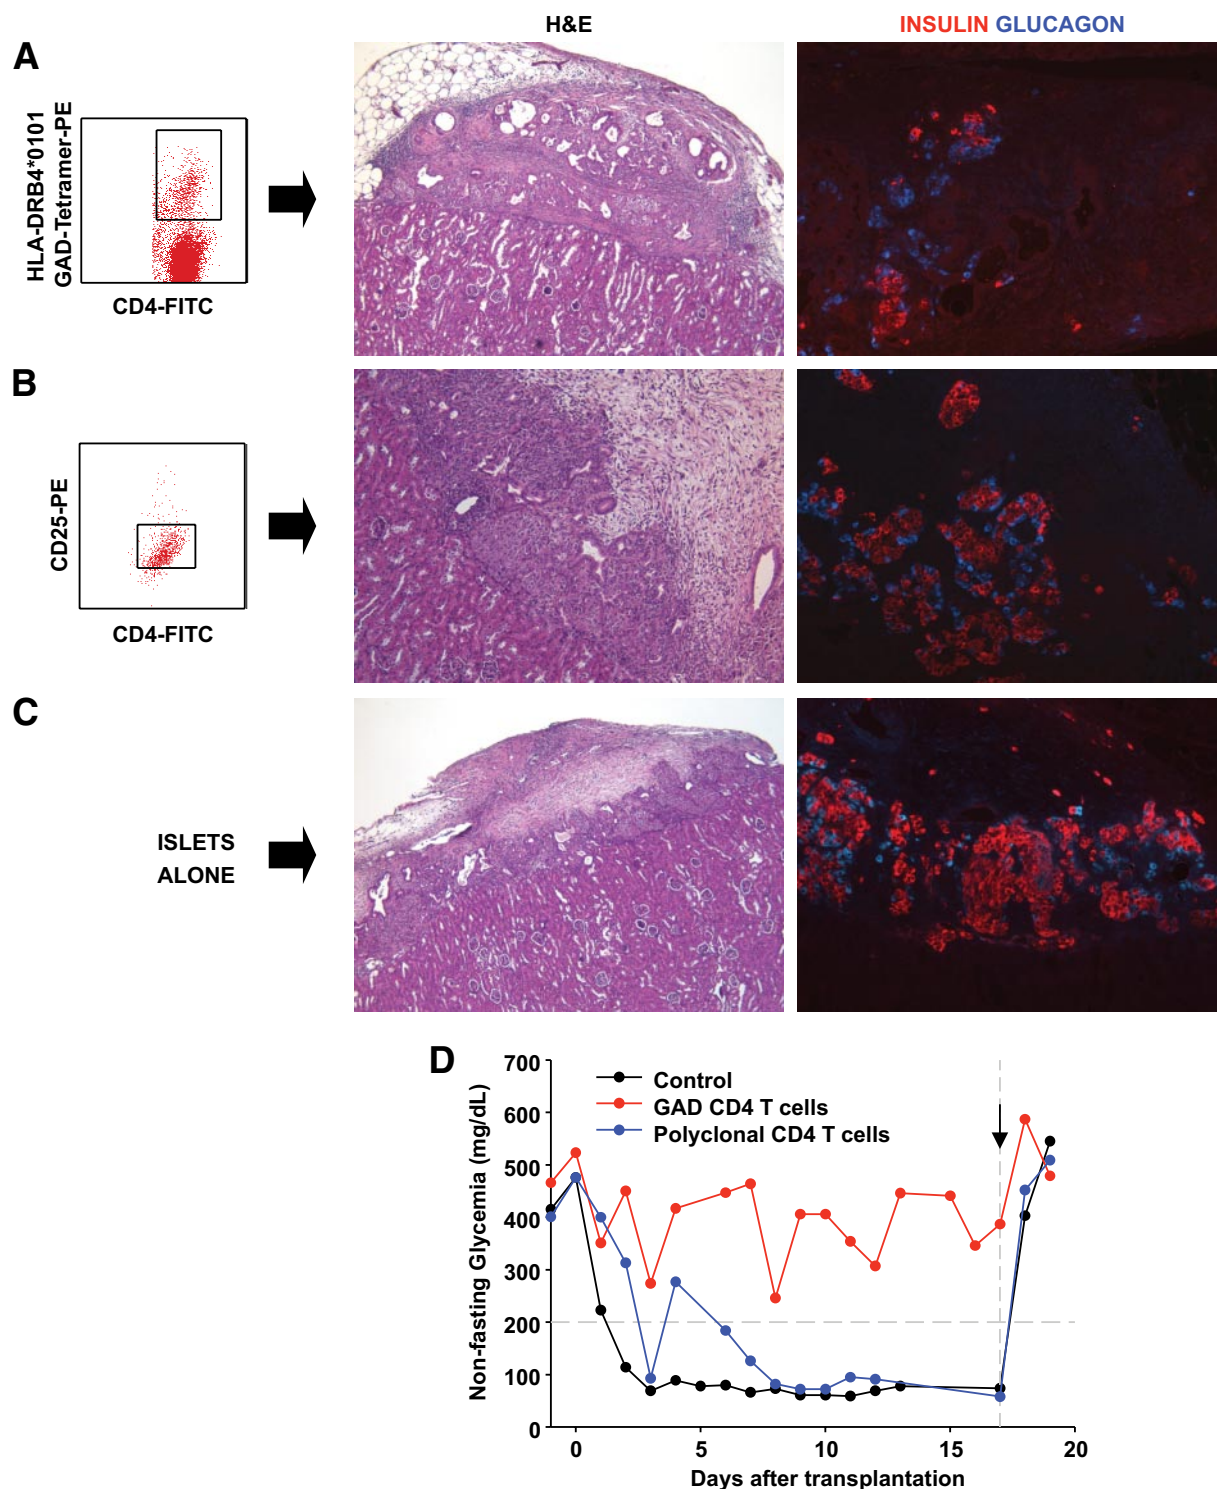 H&E
INSULIN GLUCAGON
A
HLA-DRB4*0101
GAD-Tetramer-PE
CD4-FITC
B
CD25-PE
CD4-FITC
C
ISLETS
ALONE
D
Non-fasting Glycemia (mg/dL)
700
600
500
400
300
200
100
0
Control
GAD CD4 T cells
Polyclonal CD4 T cells
0
5
10
15
20
Days after transplantation